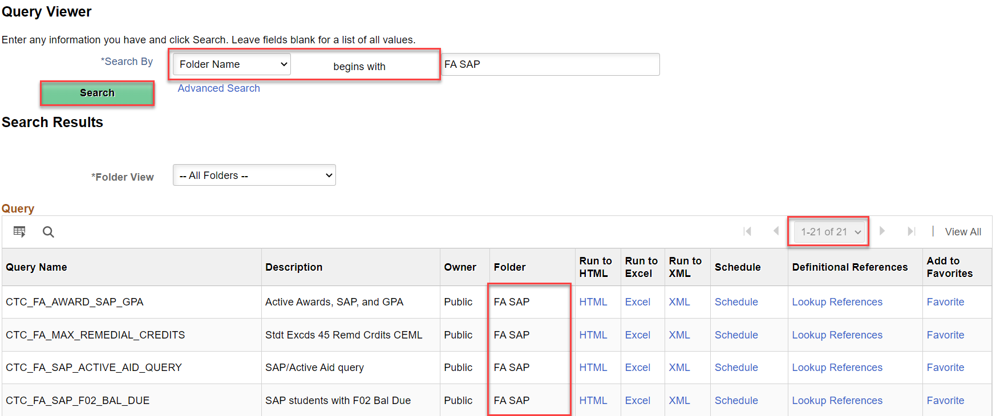 Query Viewer
Enter any information you have and click Search. Leave fields blank for a list of all values.
*Search By Folder Name begins with FA SAP
Search Advanced Search
Search Results
*Folder View -- All Folders --
Query
1-21 of 21 | View All
Query Name Description Owner Folder Run to HTML Run to Excel Run to XML Schedule Definitional References Add to Favorites
CTC_FA_AWARD_SAP_GPA Active Awards, SAP, and GPA Public FA SAP HTML Excel XML Schedule Lookup References Favorite
CTC_FA_MAX_REMEDIAL_CREDITS Stdt Excds 45 Remd Crdits CEML Public FA SAP HTML Excel XML Schedule Lookup References Favorite
CTC_FA_SAP_ACTIVE_AID_QUERY SAP/Active Aid query Public FA SAP HTML Excel XML Schedule Lookup References Favorite
CTC_FA_SAP_F02_BAL_DUE SAP students with F02 Bal Due Public FA SAP HTML Excel XML Schedule Lookup References Favorite